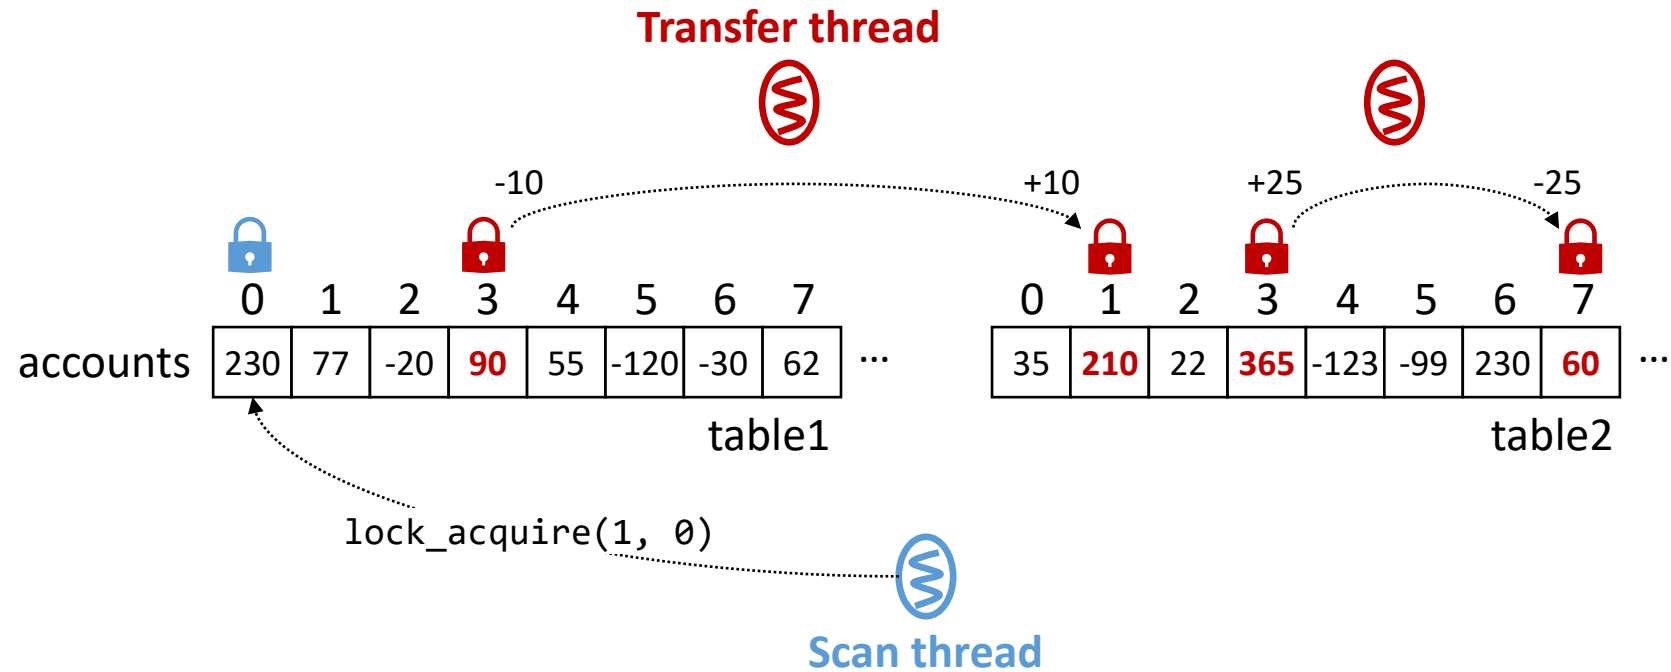 Transfer thread
-10 +10 +25 -25
0 1 2 3 4 5 6 7 0 1 2 3 4 5 6 7
accounts 230 77 -20 90 55 -120 -30 62 ... 35 210 22 365 -123 -99 230 60 ...
table1 table2
lock_acquire(1, 0)
Scan thread